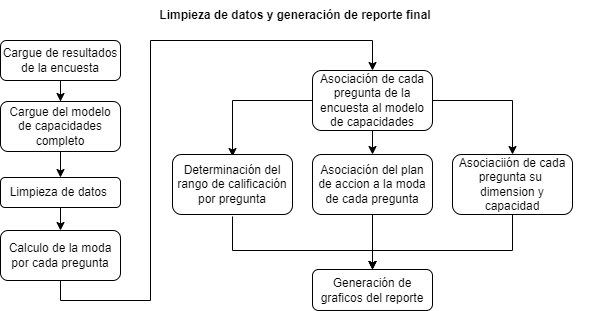 Limpieza de datos y generación de reporte final
Cargue de resultados
de la encuesta
Cargue del modelo
de capacidades
completo
Limpieza de datos
Calculo de la moda
por cada pregunta
Asociación de cada
pregunta de la
encuesta al modelo
de capacidades
Determinación del
rango de calificación
por pregunta
Asociación del plan
de accion a la moda
de cada pregunta
Asociaciión de cada
pregunta su
dimension y
capacidad
Generación de
graficos del reporte